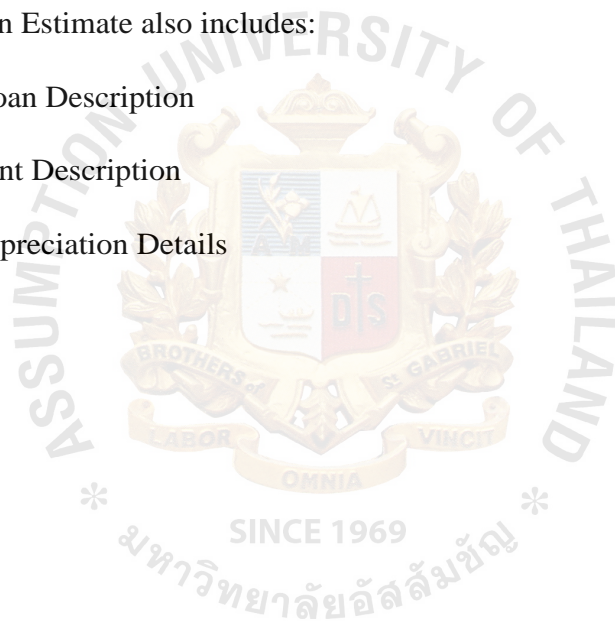 n Estimate also includes:
oan Description
nt Description
preciation Details
ASSUMPTION UNIVERSITY OF THAILAND
A M
D S
BROTHERS of St GABRIEL
LABOR
OMNIA
VINCIT
SINCE 1969
* มหาวิทยาลัยอัสสัมชัญ *